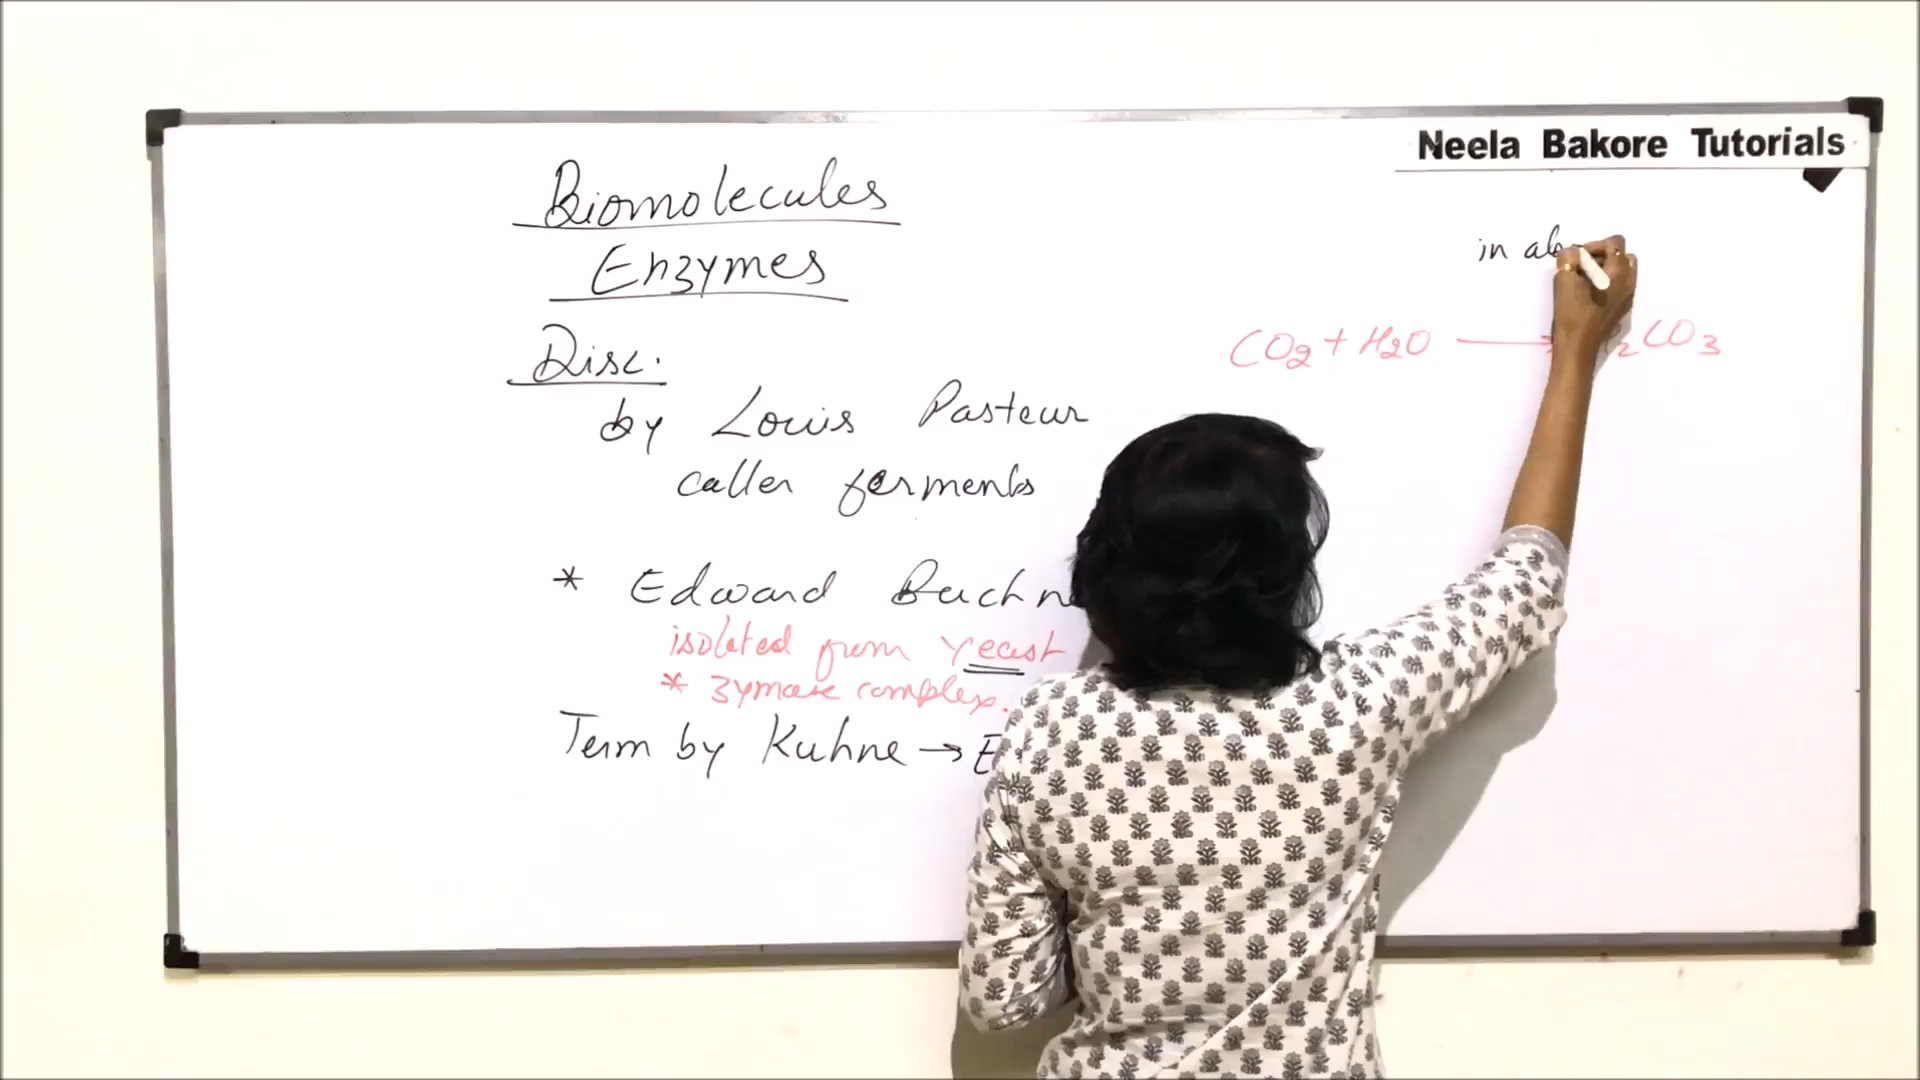 Neela Bakore Tutorials
Biomolecules
Enzymes
Disc.
by Louis Pasteur
caller ferments
* Edward
isolated from yeast
* zymase complex.
Term by Kuhne →
in
CO2 + H2O →